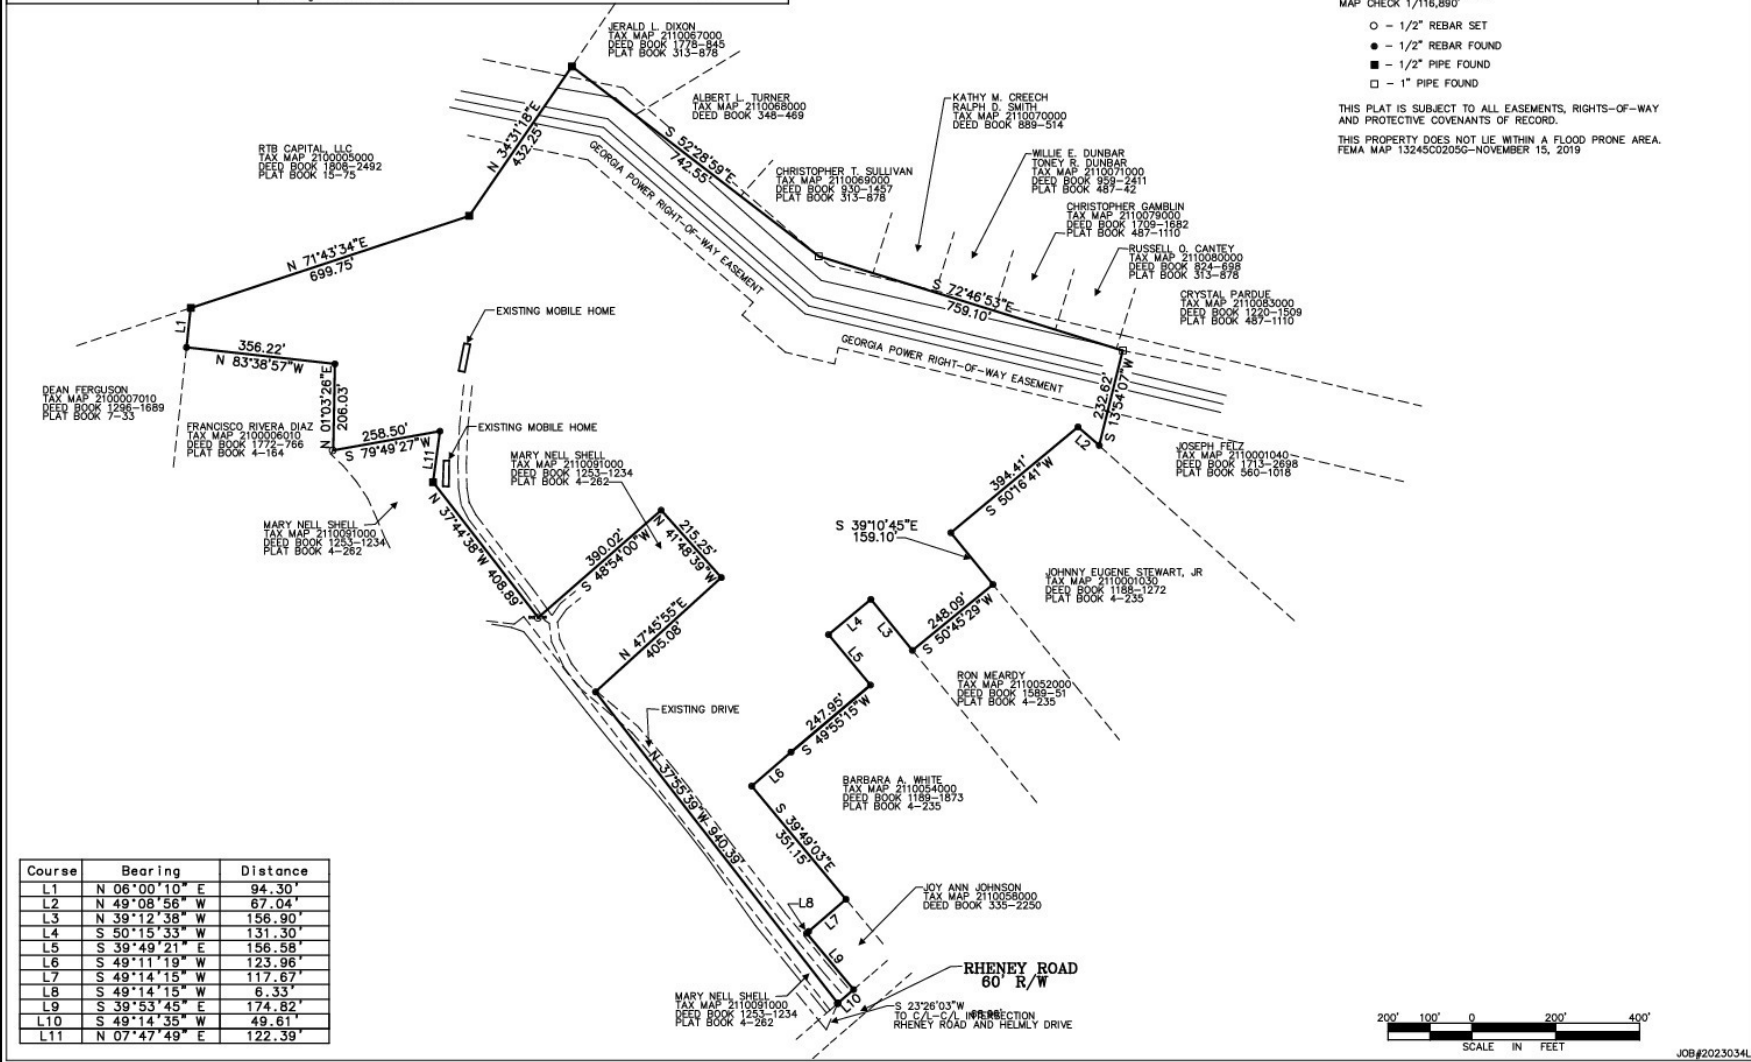 MAP CHECK 1/116,890'
○ - 1/2" REBAR SET
● - 1/2" REBAR FOUND
■ - 1/2" PIPE FOUND
□ - 1" PIPE FOUND
THIS PLAT IS SUBJECT TO ALL EASEMENTS, RIGHTS-OF-WAY
AND PROTECTIVE COVENANTS OF RECORD.
THIS PROPERTY DOES NOT LIE WITHIN A FLOOD PRONE AREA.
FEMA MAP 13245C0205G-NOVEMBER 15, 2019
JERALD L. DIXON
TAX MAP 2110067000
DEED BOOK 1778-845
PLAT BOOK 313-878
ALBERT L. TURNER
TAX MAP 2110068000
DEED BOOK 348-469
KATHY M. CREECH
RALPH D. SMITH
TAX MAP 2110070000
DEED BOOK 889-514
RTB CAPITAL, LLC
TAX MAP 2100005000
DEED BOOK 1808-2492
PLAT BOOK 15-75
N 34°31'18"E
432.25'
S 52°28'59"E
742.55'
GEORGIA POWER RIGHT-OF-WAY EASEMENT
CHRISTOPHER T. SULLIVAN
TAX MAP 2110069000
DEED BOOK 930-1457
PLAT BOOK 313-878
WILLIE E. DUNBAR
TONEY R. DUNBAR
TAX MAP 2110071000
DEED BOOK 959-2411
PLAT BOOK 487-42
CHRISTOPHER GAMBLIN
TAX MAP 2110079000
DEED BOOK 1709-1682
PLAT BOOK 487-1110
RUSSELL O. CANTEY
TAX MAP 2110080000
DEED BOOK 824-698
PLAT BOOK 313-878
CRYSTAL PARDUE
TAX MAP 2110083000
DEED BOOK 1220-1509
PLAT BOOK 487-1110
N 71°43'34"E
699.75'
S 72°46'53"E
759.10'
EXISTING MOBILE HOME
L1
356.22'
N 83°38'57"W
GEORGIA POWER RIGHT-OF-WAY EASEMENT
232.62'
S 13°54'07"W
DEAN FERGUSON
TAX MAP 2100007010
DEED BOOK 1296-1689
PLAT BOOK 7-33
N 01°03'26"E
206.03'
FRANCISCO RIVERA DIAZ
TAX MAP 2100006010
DEED BOOK 1772-766
PLAT BOOK 4-164
258.50'
S 79°49'27"W
EXISTING MOBILE HOME
L11
L2
MARY NELL SHELL
TAX MAP 2110091000
DEED BOOK 1253-1234
PLAT BOOK 4-262
JOSEPH FELZ
TAX MAP 2110001040
DEED BOOK 1713-2698
PLAT BOOK 560-1018
394.41'
S 50°16'41"W
MARY NELL SHELL
TAX MAP 2110091000
DEED BOOK 1253-1234
PLAT BOOK 4-262
N 37°44'38"W 408.89'
390.02'
S 48°54'00"W
215.25'
N 41°48'39"W
S 39°10'45"E
159.10'
JOHNNY EUGENE STEWART, JR
TAX MAP 2110001030
DEED BOOK 1188-1272
PLAT BOOK 4-235
N 47°45'55"E
405.08'
L4
L3
248.09'
S 50°45'29"W
L5
RON MEARDY
TAX MAP 2110052000
DEED BOOK 1589-51
PLAT BOOK 4-235
EXISTING DRIVE
247.95'
S 49°55'15"W
L6
N 37°55'39"W 940.39'
BARBARA A. WHITE
TAX MAP 2110054000
DEED BOOK 1189-1873
PLAT BOOK 4-235
S 39°49'03"E
351.15'
L8
L7
L9
JOY ANN JOHNSON
TAX MAP 2110058000
DEED BOOK 335-2250
RHENEY ROAD
60' R/W
L10
MARY NELL SHELL
TAX MAP 2110091000
DEED BOOK 1253-1234
PLAT BOOK 4-262
S 23°26'03"W
TO C/L-C/L INTERSECTION
RHENEY ROAD AND HELMLY DRIVE
Course Bearing Distance
L1 N 06°00'10" E 94.30'
L2 N 49°08'56" W 67.04'
L3 N 39°12'38" W 156.90'
L4 S 50°15'33" W 131.30'
L5 S 39°49'21" E 156.58'
L6 S 49°11'19" W 123.96'
L7 S 49°14'15" W 117.67'
L8 S 49°14'15" W 6.33'
L9 S 39°53'45" E 174.82'
L10 S 49°14'35" W 49.61'
L11 N 07°47'49" E 122.39'
200' 100' 0 200' 400'
SCALE IN FEET
JOB#2023034L